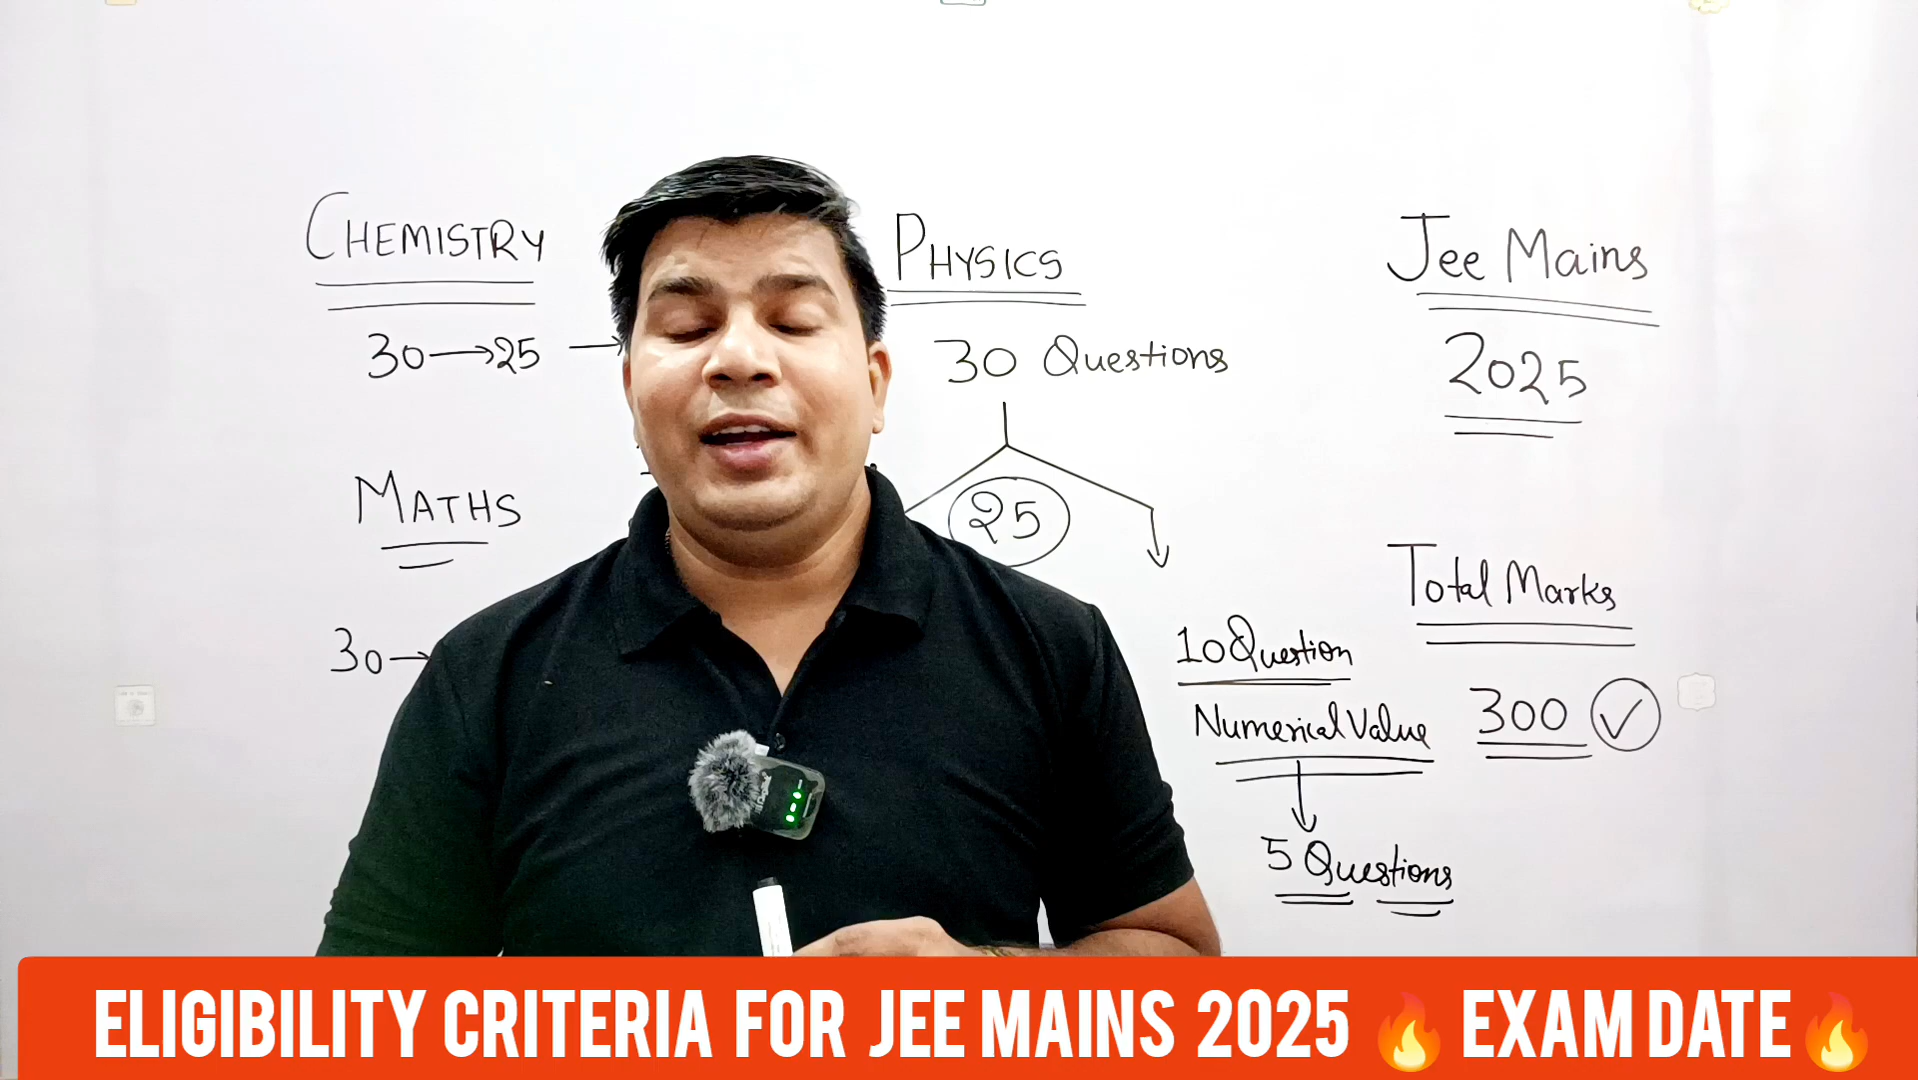 CHEMISTRY
30→25 →
MATHS
30→
PHYSICS
30 Questions
25
10 Question
Numerical Value
5 Questions
Jee Mains
2025
Total Marks
300 ✓
ELIGIBILITY CRITERIA FOR JEE MAINS 2025 🔥 EXAM DATE🔥